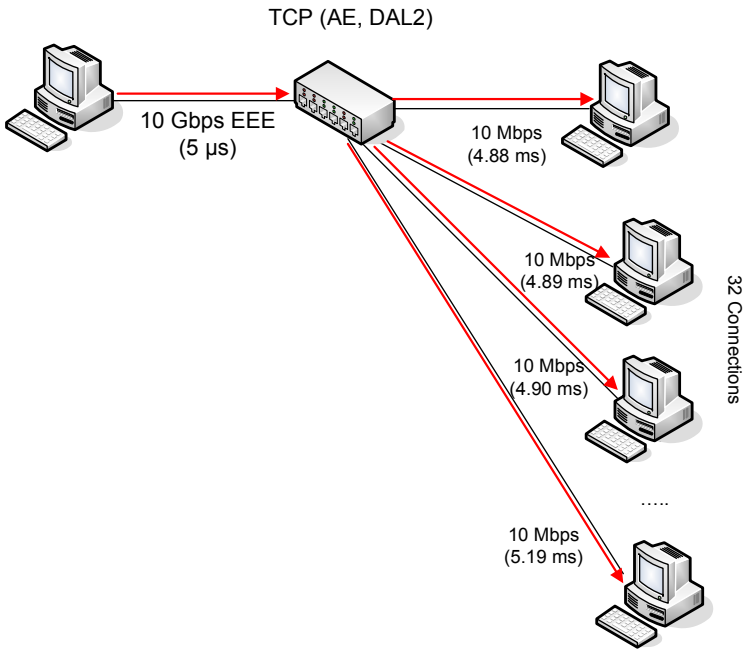 TCP (AE, DAL2)
10 Gbps EEE
(5 µs)
10 Mbps
(4.88 ms)
10 Mbps
(4.89 ms)
10 Mbps
(4.90 ms)
32 Connections
.....
10 Mbps
(5.19 ms)